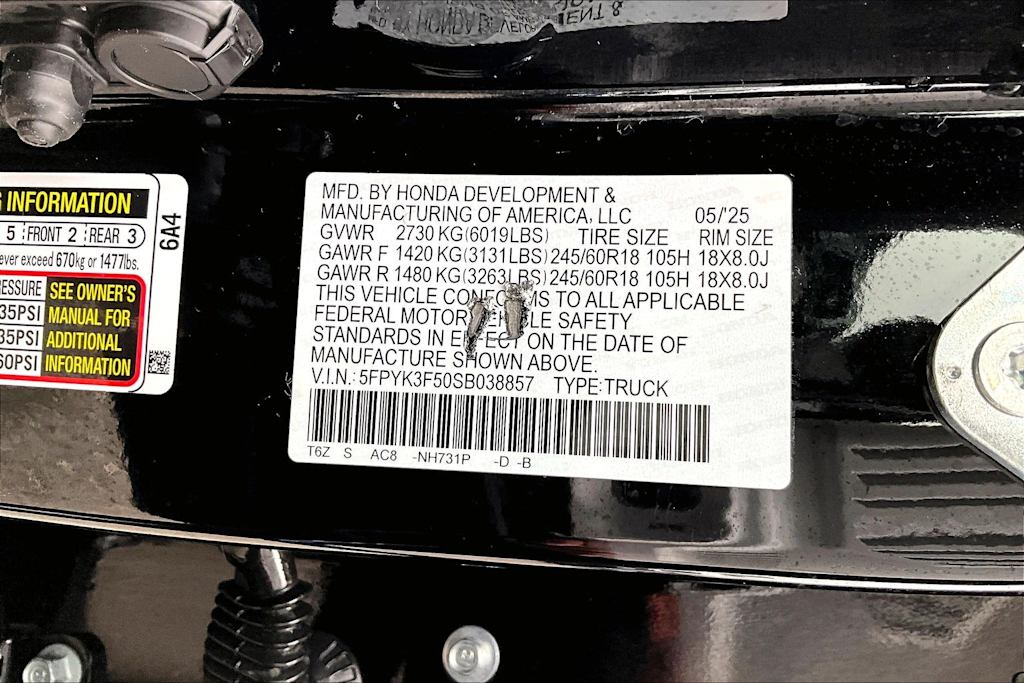 INFORMATION
5 FRONT 2 REAR 3
ever exceed 670kg or 1477lbs.
SEE OWNER'S
35PSI MANUAL FOR
35PSI ADDITIONAL
60PSI INFORMATION
6A4
MFD. BY HONDA DEVELOPMENT &
MANUFACTURING OF AMERICA, LLC 05/'25
GVWR 2730 KG(6019LBS) TIRE SIZE RIM SIZE
GAWR F 1420 KG(3131LBS) 245/60R18 105H 18X8.0J
GAWR R 1480 KG(3263LBS) 245/60R18 105H 18X8.0J
THIS VEHICLE CONFORMS TO ALL APPLICABLE
FEDERAL MOTOR VEHICLE SAFETY
STANDARDS IN EFFECT ON THE DATE OF
MANUFACTURE SHOWN ABOVE.
V.I.N.: 5FPYK3F50SB038857 TYPE:TRUCK
T6Z S AC8 -NH731P -D -B